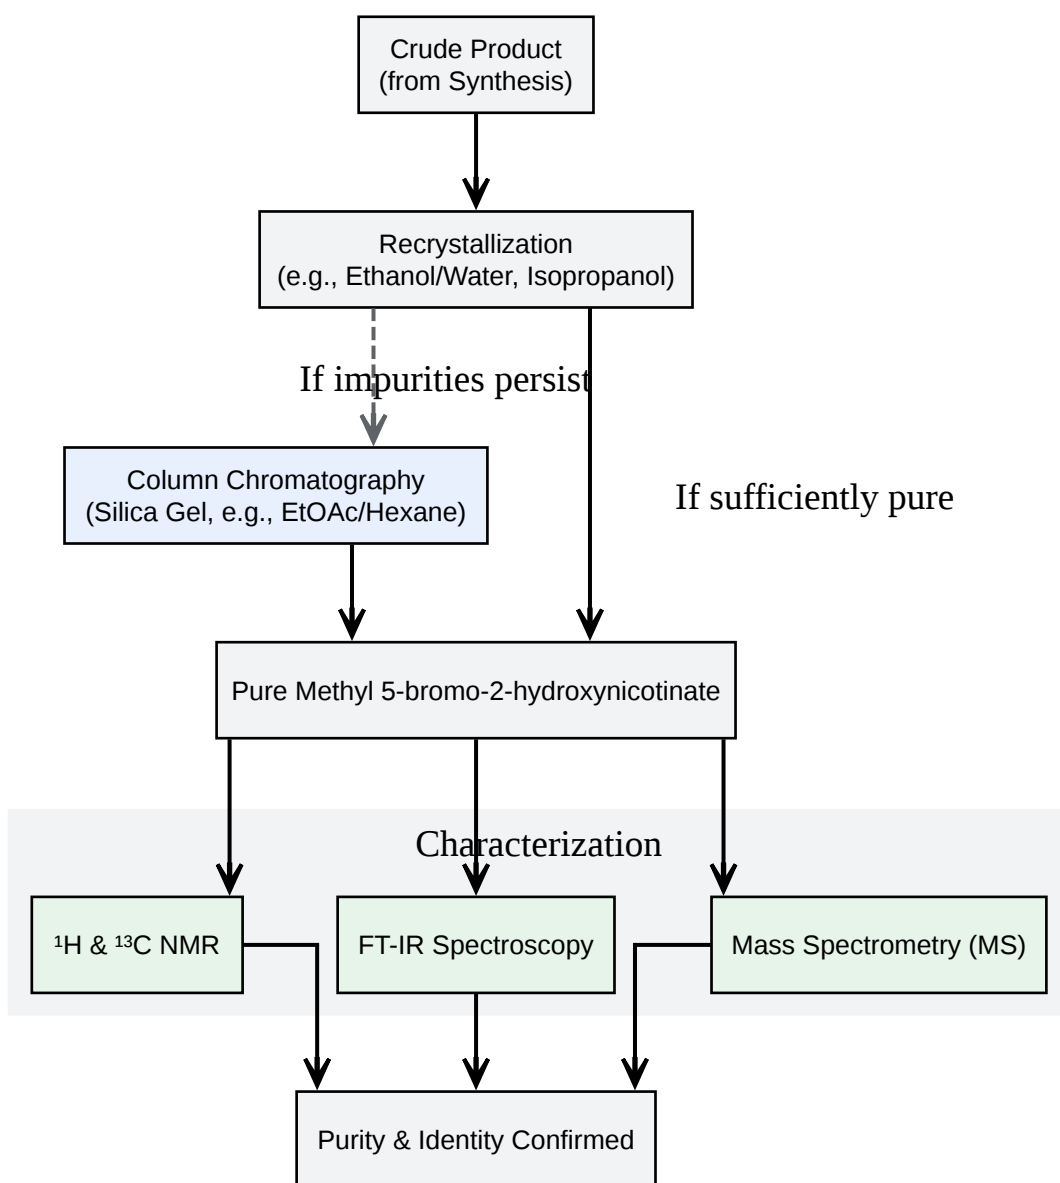 Crude Product
(from Synthesis)
Recrystallization
(e.g., Ethanol/Water, Isopropanol)
If impurities persist
Column Chromatography
(Silica Gel, e.g., EtOAc/Hexane)
If sufficiently pure
Pure Methyl 5-bromo-2-hydroxynicotinate
Characterization
¹H & ¹³C NMR
FT-IR Spectroscopy
Mass Spectrometry (MS)
Purity & Identity Confirmed